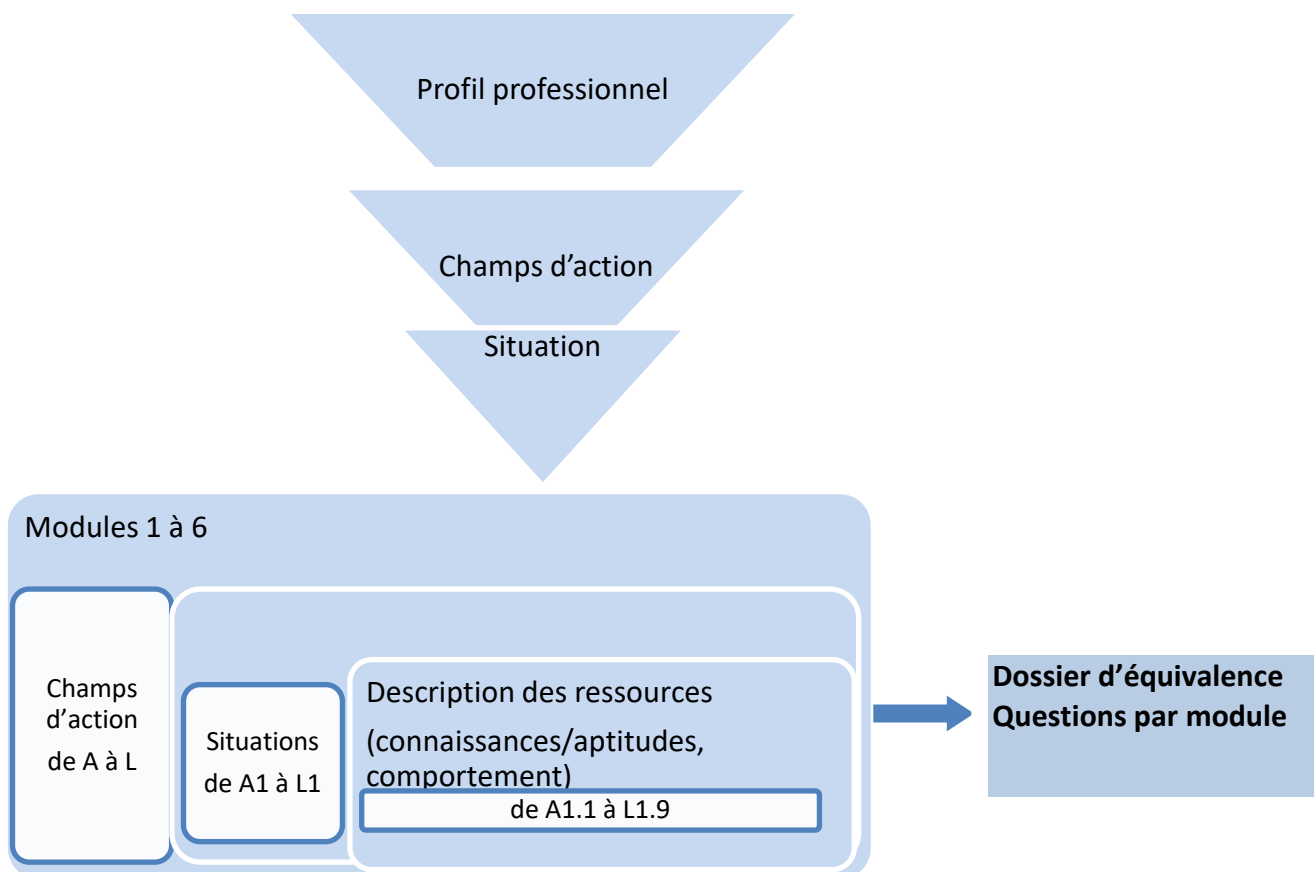 Profil professionnel
Champs d’action
Situation
Modules 1 à 6
Champs
d’action
de A à L
Situations
de A1 à L1
Description des ressources
(connaissances/aptitudes,
comportement)
de A1.1 à L1.9
Dossier d’équivalence
Questions par module